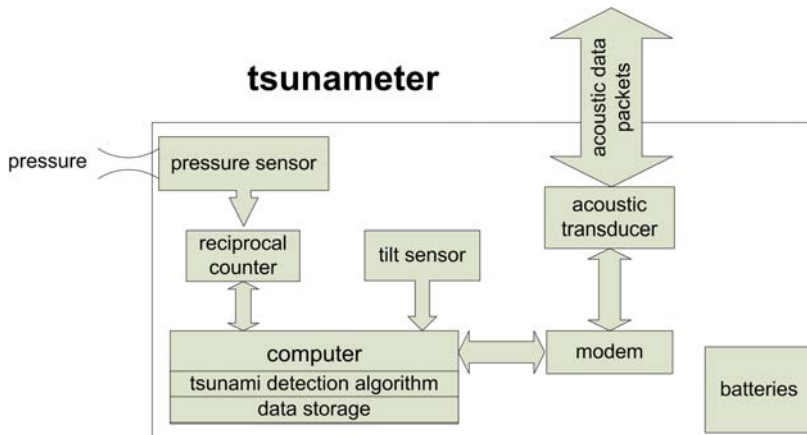 tsunameter
acoustic data
packets
pressure
pressure sensor
acoustic
transducer
reciprocal
counter
tilt sensor
computer
modem
tsunami detection algorithm
batteries
data storage